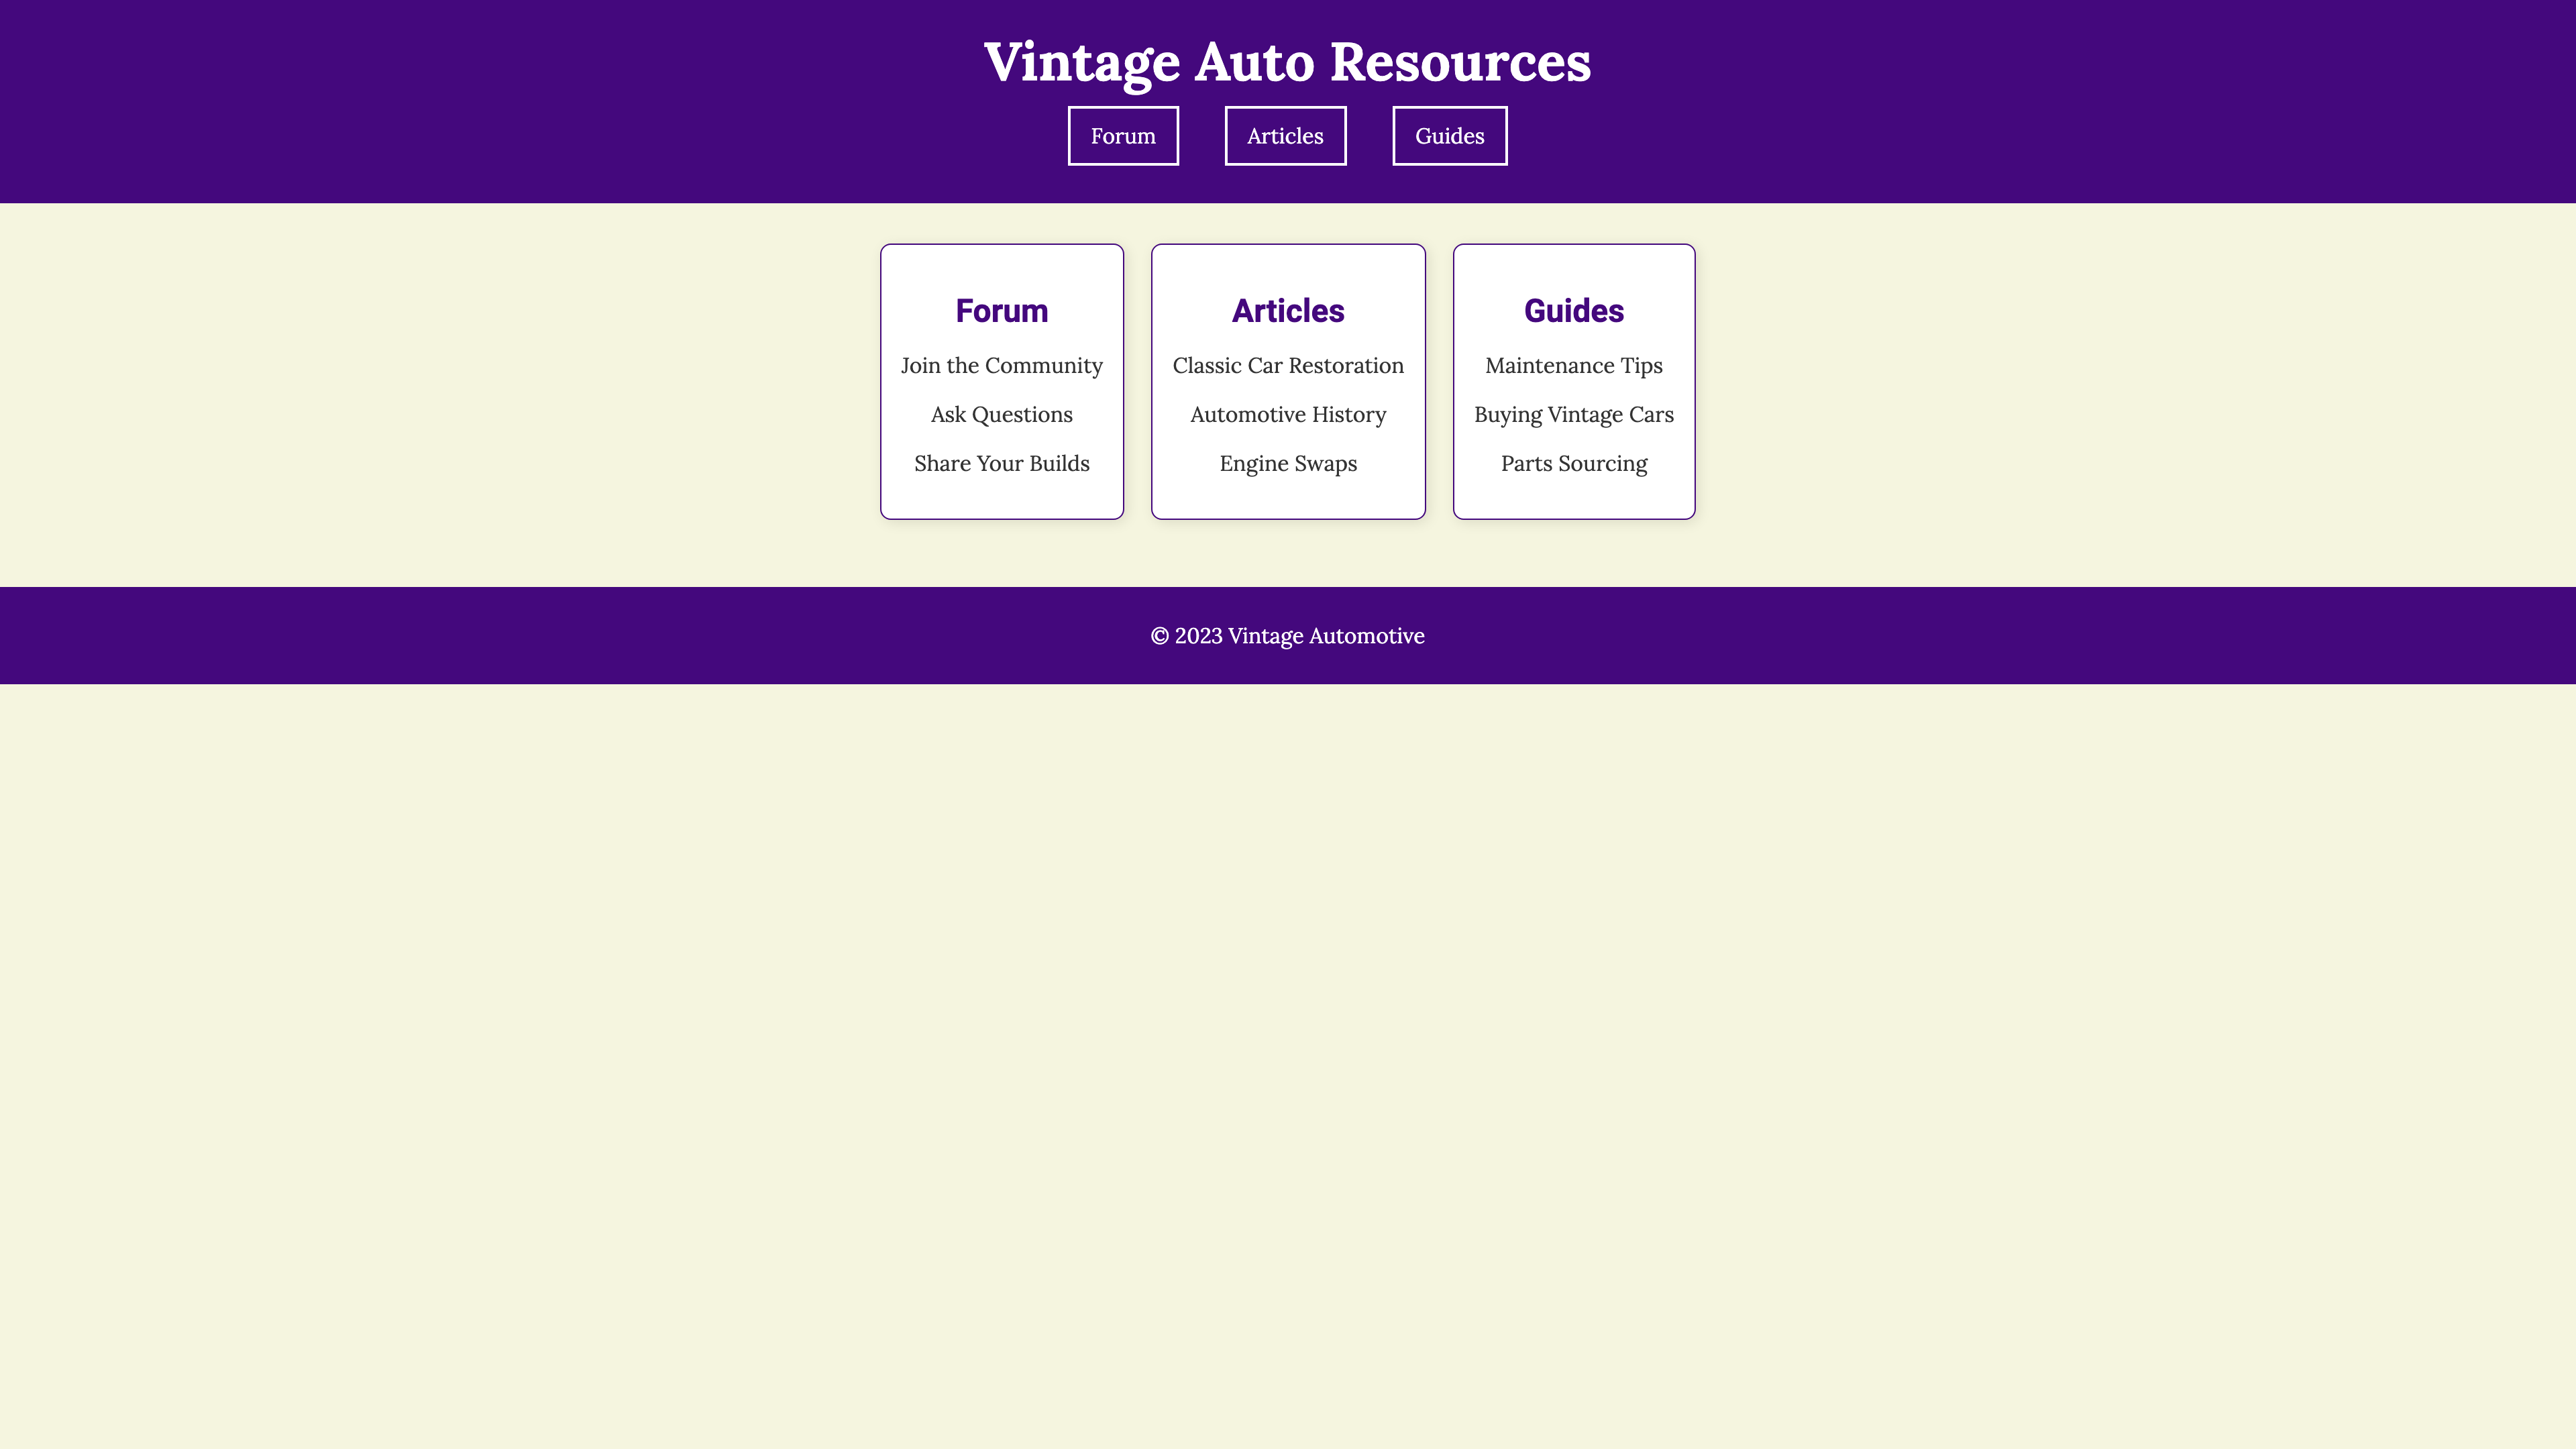 Vintage Auto Resources
Forum
Articles
Guides
Forum
Join the Community
Ask Questions
Share Your Builds
Articles
Classic Car Restoration
Automotive History
Engine Swaps
Guides
Maintenance Tips
Buying Vintage Cars
Parts Sourcing
© 2023 Vintage Automotive